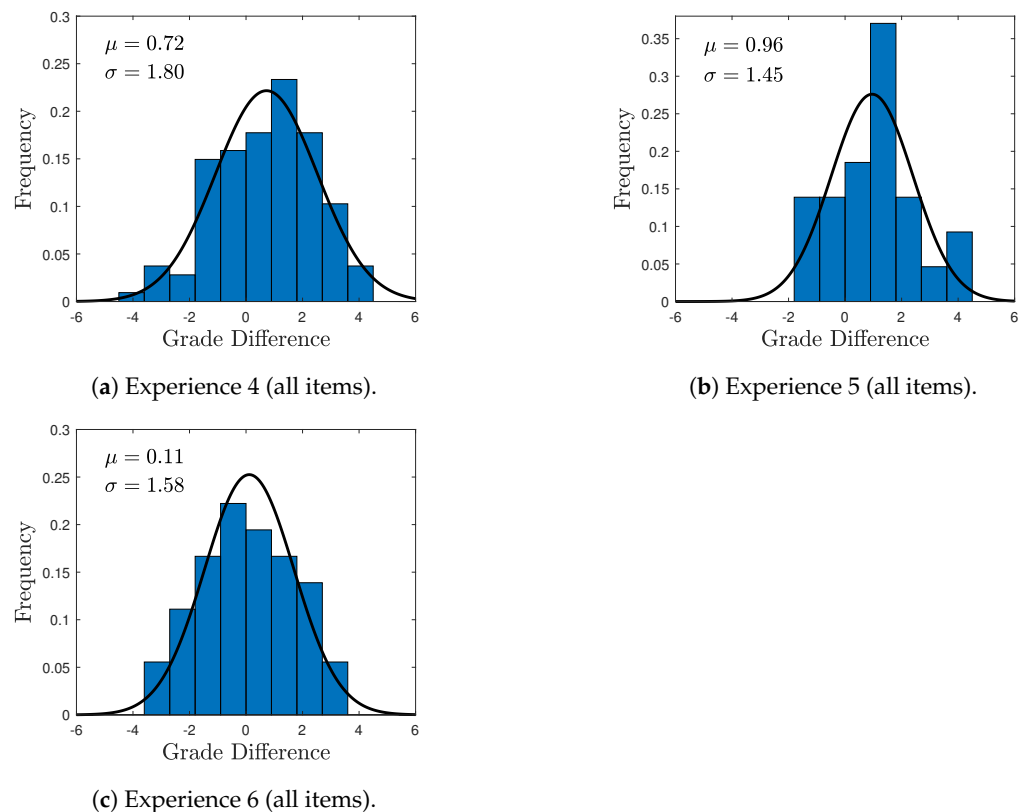 0.3
μ = 0.72
σ = 1.80
0.25
0.2
0.15
0.1
0.05
0
Frequency
-6 -4 -2 0 2 4 6
Grade Difference
(a) Experience 4 (all items).
0.35
μ = 0.96
σ = 1.45
0.3
0.25
0.2
0.15
0.1
0.05
0
Frequency
-6 -4 -2 0 2 4 6
Grade Difference
(b) Experience 5 (all items).
0.3
μ = 0.11
σ = 1.58
0.25
0.2
0.15
0.1
0.05
0
Frequency
-6 -4 -2 0 2 4 6
Grade Difference
(c) Experience 6 (all items).